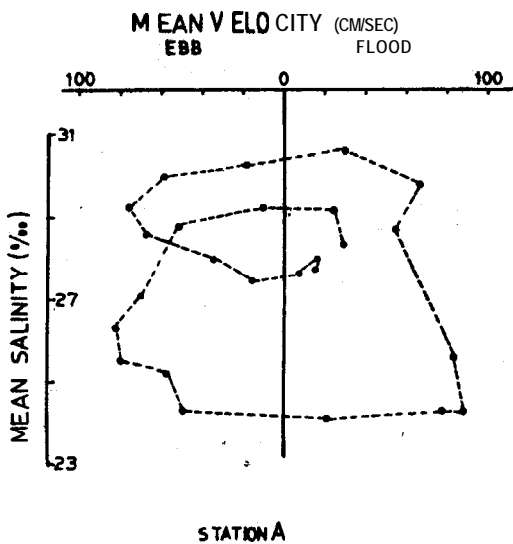 MEAN VELOCITY (CM/SEC)
EBB FLOOD
100 0 100
31
27
23
MEAN SALINITY (‰)
STATION A